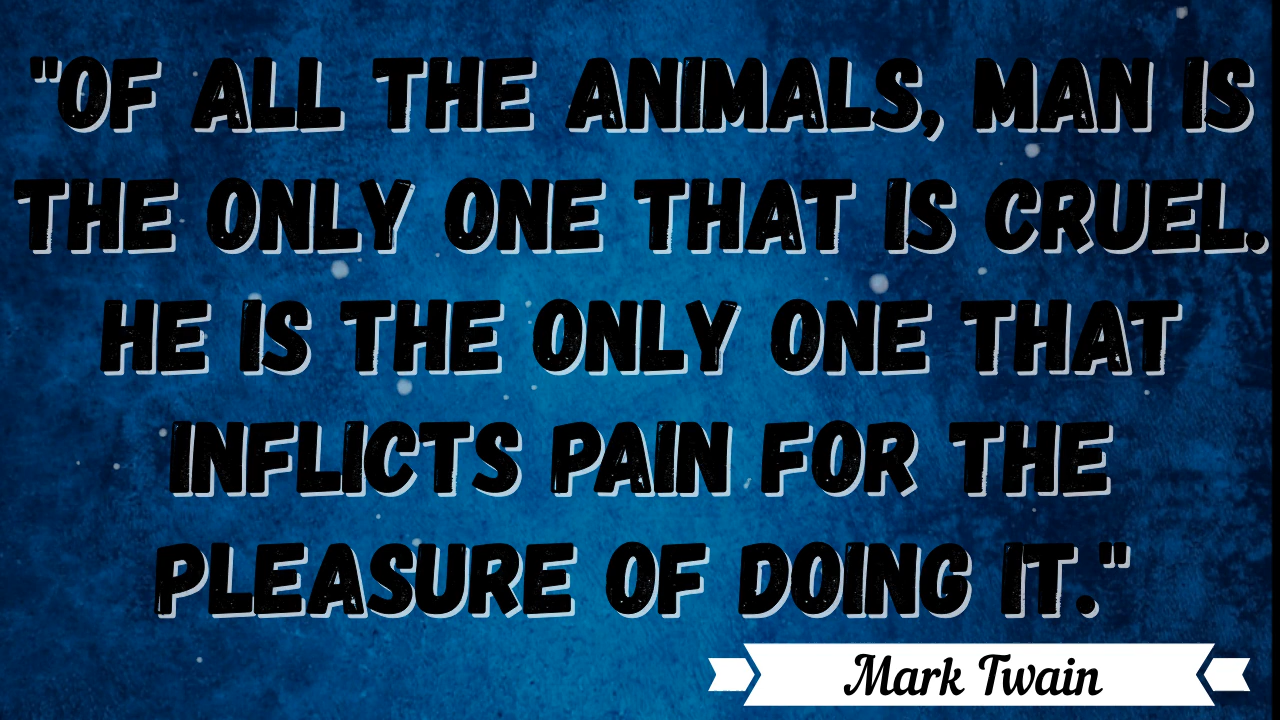 "OF ALL THE ANIMALS, MAN IS
THE ONLY ONE THAT IS CRUEL.
HE IS THE ONLY ONE THAT
INFLICTS PAIN FOR THE
PLEASURE OF DOING IT."
Mark Twain